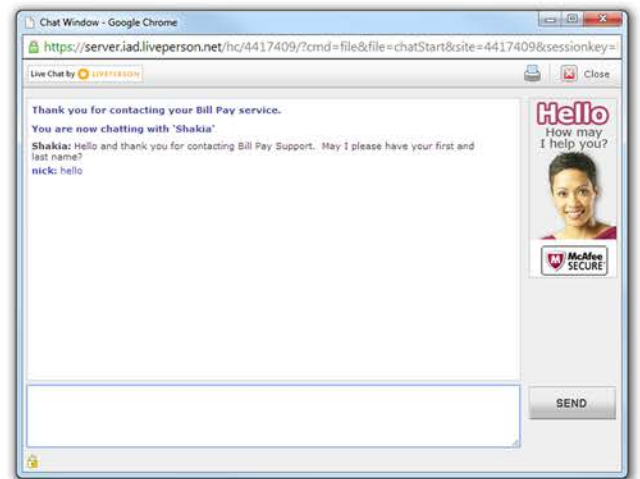 Chat Window - Google Chrome
https://server.iad.liveperson.net/hc/4417409/?cmd=file&file=chatStart&site=4417409&sessionkey=
Live Chat by LIVEPERSON
Close
Thank you for contacting your Bill Pay service.
You are now chatting with 'Shakia'
Shakia: Hello and thank you for contacting Bill Pay Support. May I please have your first and
last name?
nick: hello
Hello
How may
I help you?
McAfee
SECURE
SEND